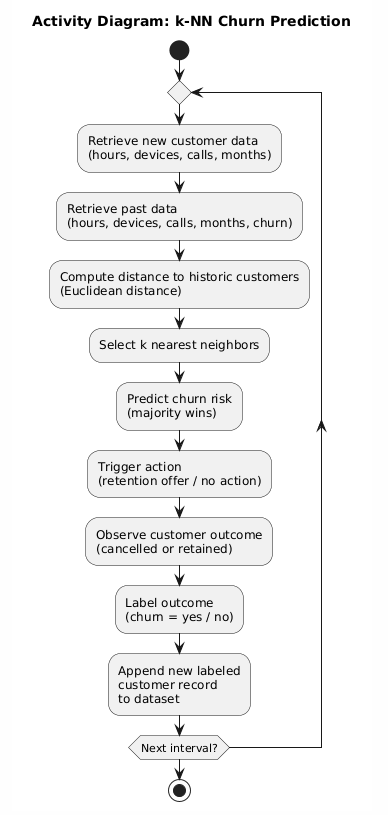 Activity Diagram: k-NN Churn Prediction
Retrieve new customer data
(hours, devices, calls, months)
Retrieve past data
(hours, devices, calls, months, churn)
Compute distance to historic customers
(Euclidean distance)
Select k nearest neighbors
Predict churn risk
(majority wins)
Trigger action
(retention offer / no action)
Observe customer outcome
(cancelled or retained)
Label outcome
(churn = yes / no)
Append new labeled
customer record
to dataset
Next interval?